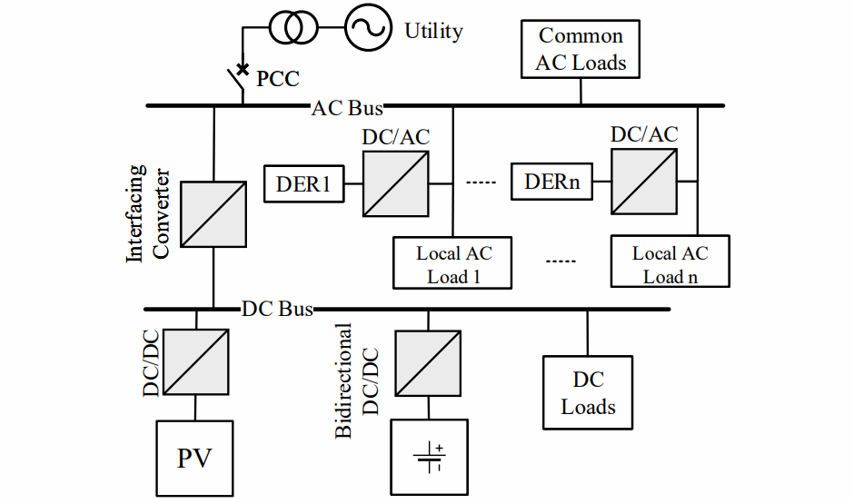 Utility
Common
AC Loads
PCC
AC Bus
DC/AC
DC/AC
DER1
DERn
Interfacing
Converter
Local AC
Load 1
Local AC
Load n
DC Bus
DC/DC
Bidirectional
DC/DC
DC
Loads
PV
+
-